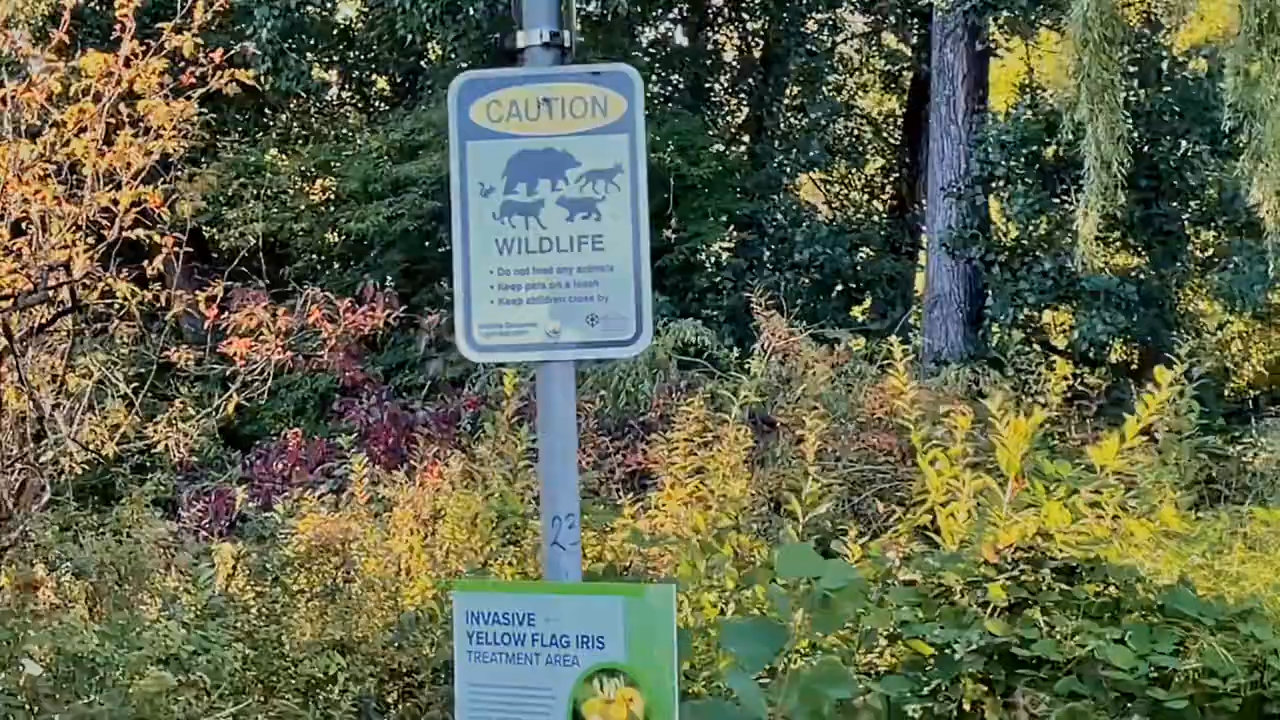 CAUTION
WILDLIFE
• Do not feed any animals
• Keep pets on a leash
• Keep children close by
23
INVASIVE
YELLOW FLAG IRIS
TREATMENT AREA